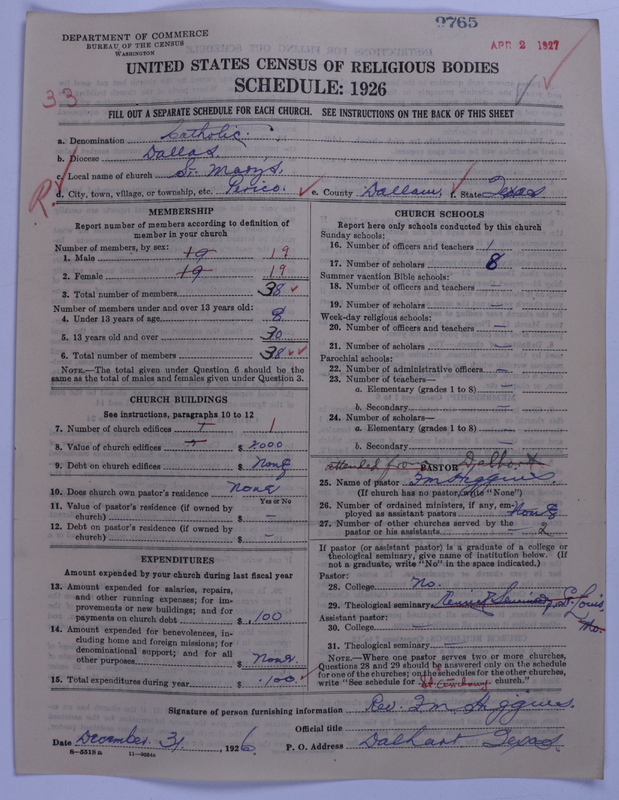 9765
DEPARTMENT OF COMMERCE
BUREAU OF THE CENSUS
WASHINGTON
APR 2 1927
UNITED STATES CENSUS OF RELIGIOUS BODIES
SCHEDULE: 1926
33
FILL OUT A SEPARATE SCHEDULE FOR EACH CHURCH. SEE INSTRUCTIONS ON THE BACK OF THIS SHEET
a. Denomination Catholic
b. Diocese Dallas
c. Local name of church St. Marys,
R.
d. City, town, village, or township, etc. Perico. e. County Dallam, f. State Texas
MEMBERSHIP
Report number of members according to definition of
member in your church
Number of members, by sex:
1. Male 19 19
2. Female 19 19
3. Total number of members 38
Number of members under and over 13 years old:
4. Under 13 years of age 8
5. 13 years old and over 30
6. Total number of members 38
NOTE.—The total given under Question 6 should be
same as the total of males and females given under Question 3.
CHURCH BUILDINGS
See instructions, paragraphs 10 to 12
7. Number of church edifices 1 1
8. Value of church edifices $ 2000
9. Debt on church edifices $ None
10. Does church own pastor's residence None
Yes or No
11. Value of pastor's residence (if owned by
church) $ —
12. Debt on pastor's residence (if owned by
church) $ —
EXPENDITURES
Amount expended by your church during last fiscal year
13. Amount expended for salaries, repairs,
and other running expenses; for im-
provements or new buildings; and for
payments on church debt $ 100
14. Amount expended for benevolences, in-
cluding home and foreign missions; for
denominational support; and for all
other purposes $ None.
15. Total expenditures during year $ 100
CHURCH SCHOOLS
Report here only schools conducted by this church
Sunday schools:
16. Number of officers and teachers 1
17. Number of scholars 8
Summer vacation Bible schools:
18. Number of officers and teachers —
19. Number of scholars —
Week-day religious schools:
20. Number of officers and teachers —
21. Number of scholars —
Parochial schools:
22. Number of administrative officers —
23. Number of teachers—
a. Elementary (grades 1 to 8) —
b. Secondary —
24. Number of scholars—
a. Elementary (grades 1 to 8) —
b. Secondary —
attended from PASTOR Dalhart
25. Name of pastor Higgins.
(If church has no pastor, write "None")
26. Number of ordained ministers, if any, em-
ployed as assistant pastors None
27. Number of other churches served by the
pastor or his assistants 2
If pastor (or assistant pastor) is a graduate of a college or
theological seminary, give name of institution below. (If
not a graduate, write "No" in the space indicated.)
Pastor:
28. College No.
29. Theological seminary Kenrick Seminary St. Louis, Mo.
Assistant pastor:
30. College
31. Theological seminary
NOTE.—Where one pastor serves two or more churches,
Questions 28 and 29 should be answered only on the schedule
for one of the churches; on the schedules for the other churches,
write "See schedule for church."
Signature of person furnishing information Rev. Higgins.
Official title
Date December 31, 1926 P. O. Address Dalhart Texas.
8—5518a